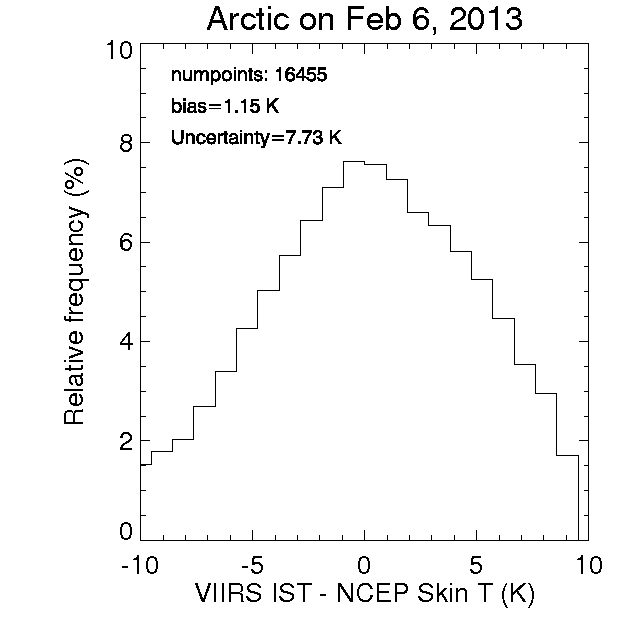 Arctic on Feb 6, 2013
numpoints: 16455
bias=1.15 K
Uncertainty=7.73 K
Relative frequency (%)
10
8
6
4
2
0
-10 -5 0 5 10
VIIRS IST - NCEP Skin T (K)